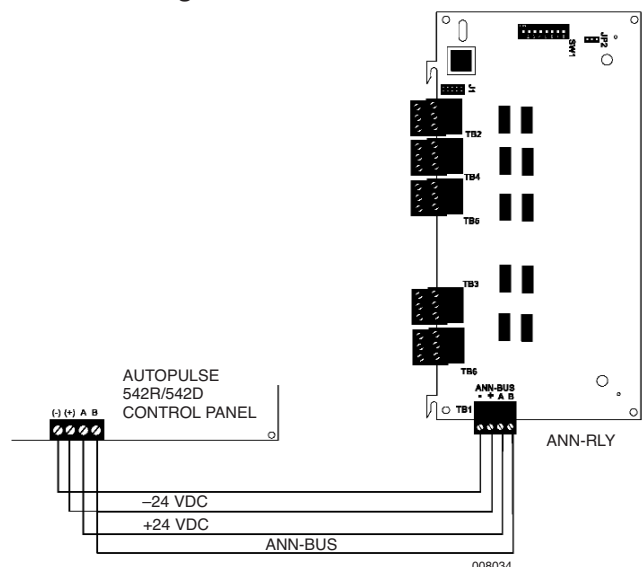 SW1
JP2
J1
TB2
TB4
TB5
TB3
TB6
ANN-BUS
- + A B
TB1
ANN-RLY
AUTOPULSE
542R/542D
CONTROL PANEL
(-) (+) A B
–24 VDC
+24 VDC
ANN-BUS
008034